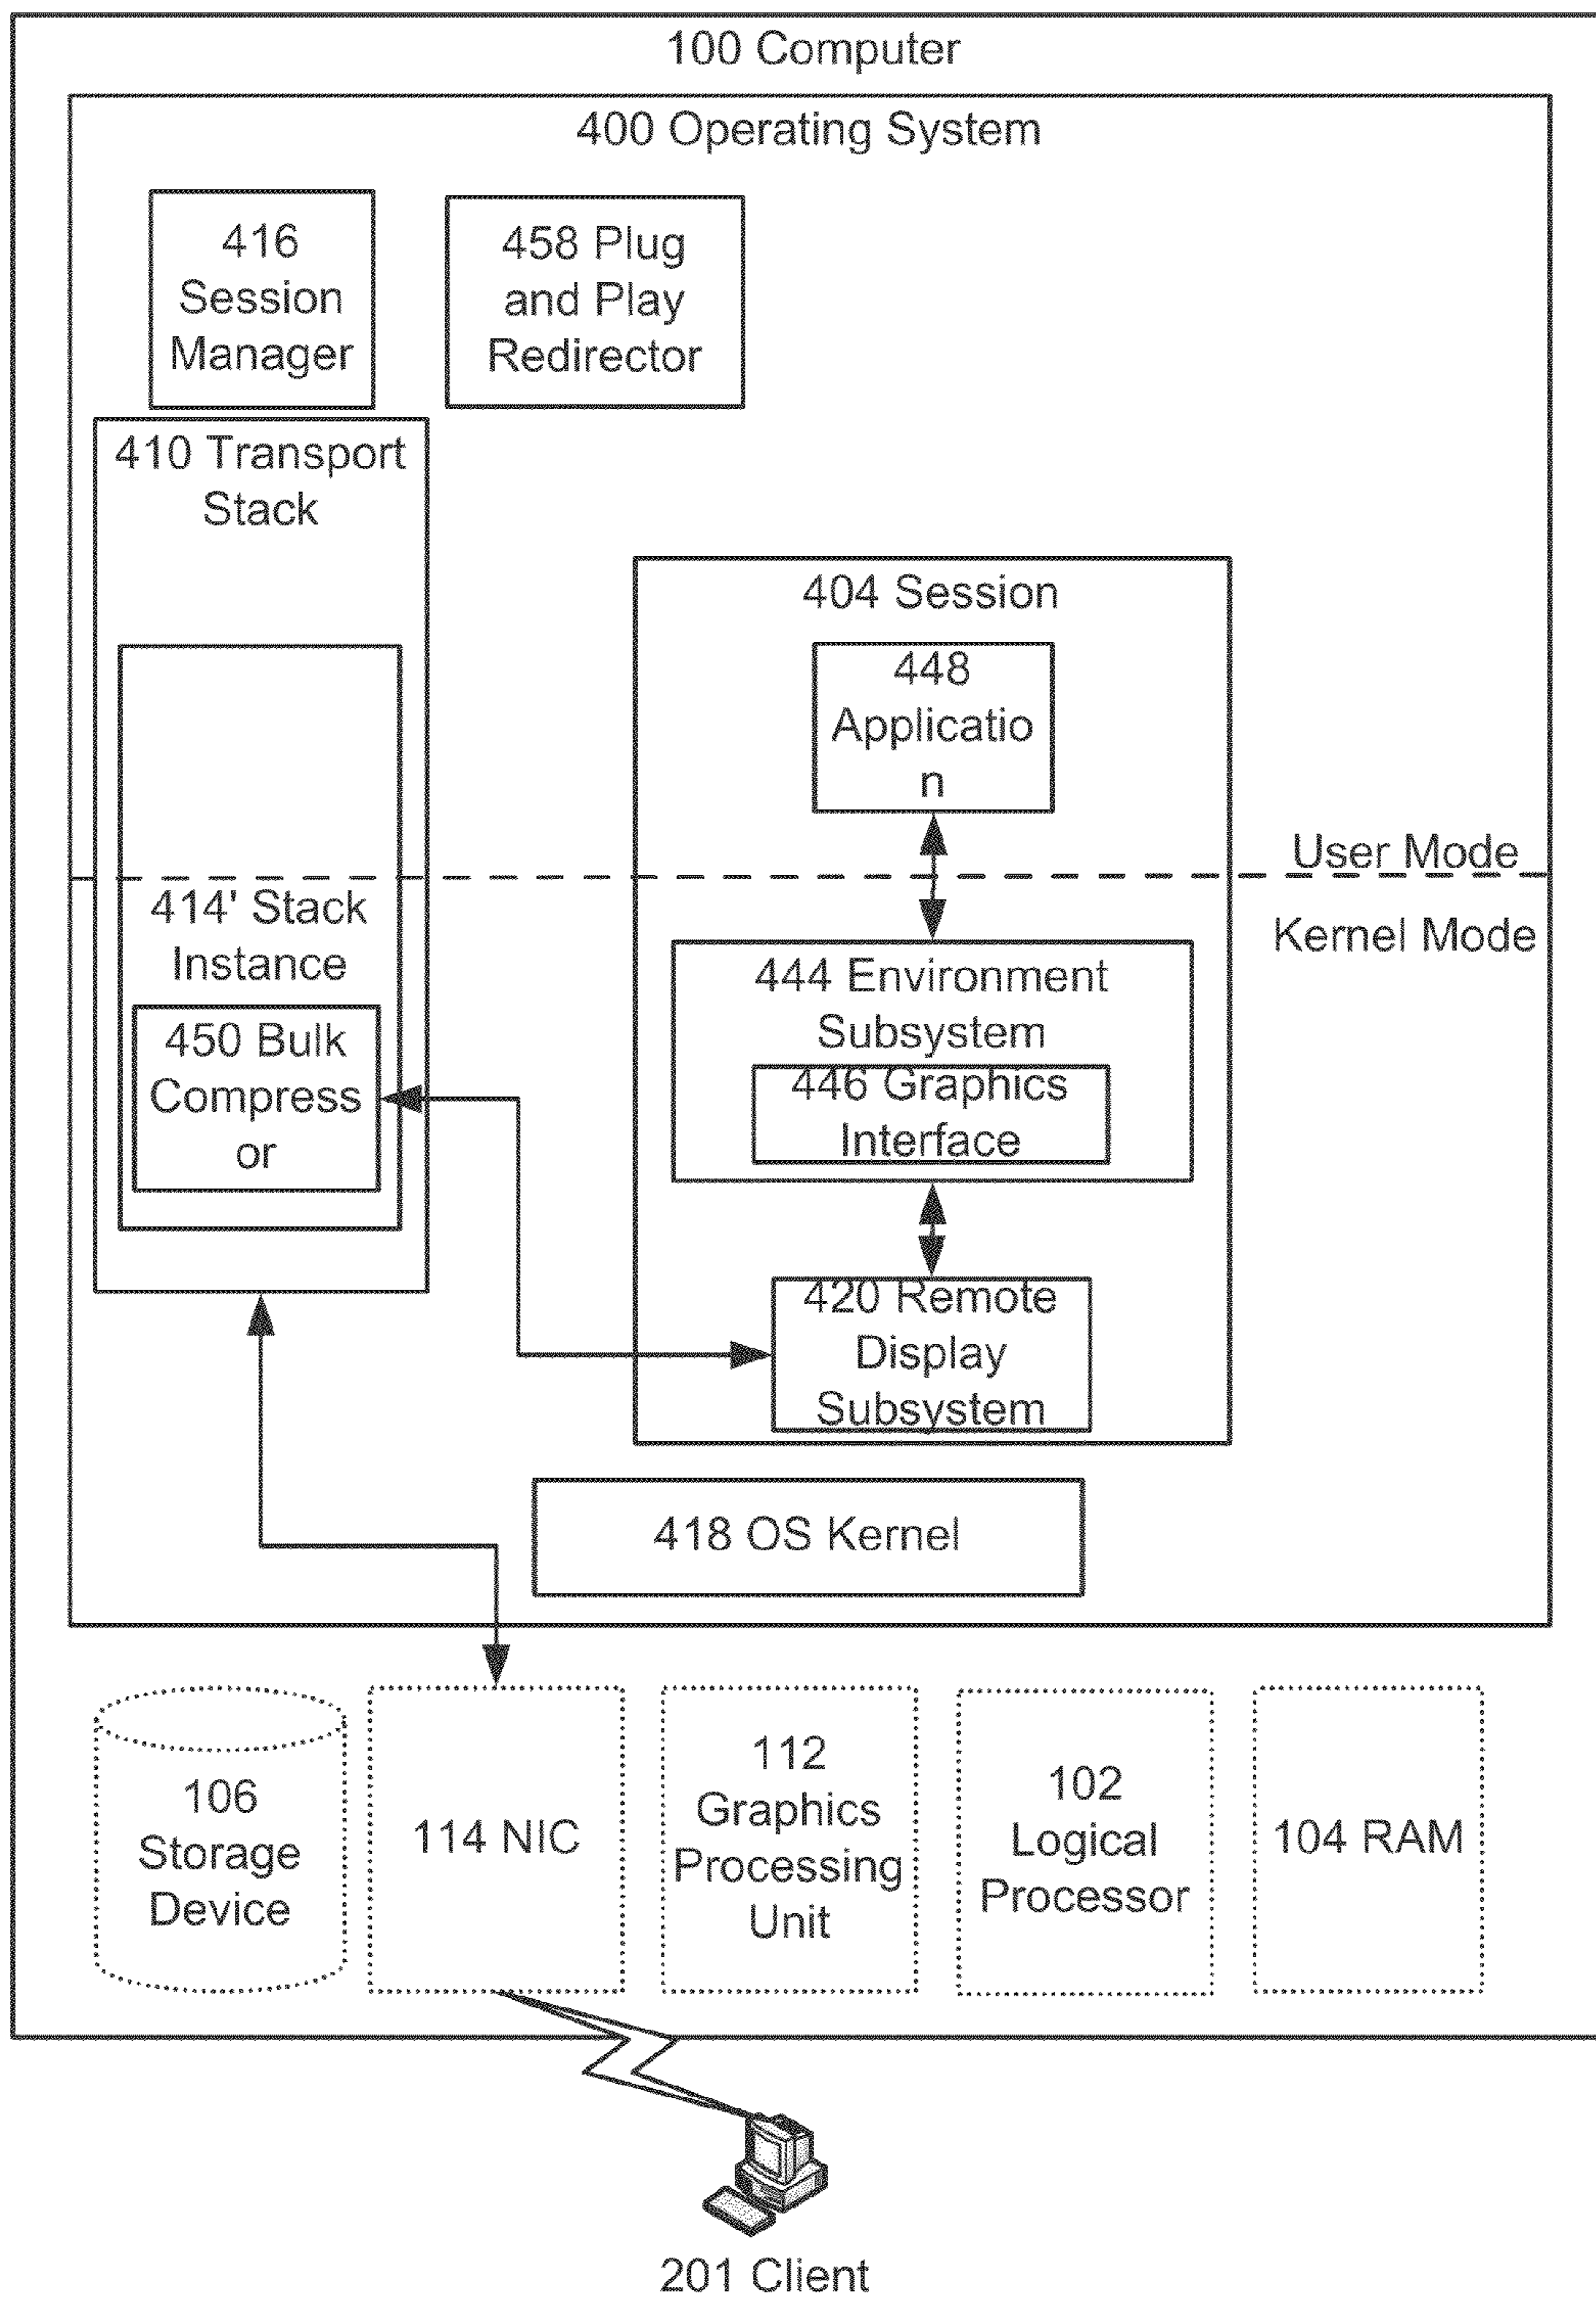 100 Computer
400 Operating System
416
Session
Manager
458 Plug
and Play
Redirector
410 Transport
Stack
404 Session
448
Applicatio
n
User Mode
Kernel Mode
414' Stack
Instance
450 Bulk
Compress
or
444 Environment
Subsystem
446 Graphics
Interface
420 Remote
Display
Subsystem
418 OS Kernel
106
Storage
Device
114 NIC
112
Graphics
Processing
Unit
102
Logical
Processor
104 RAM
201 Client